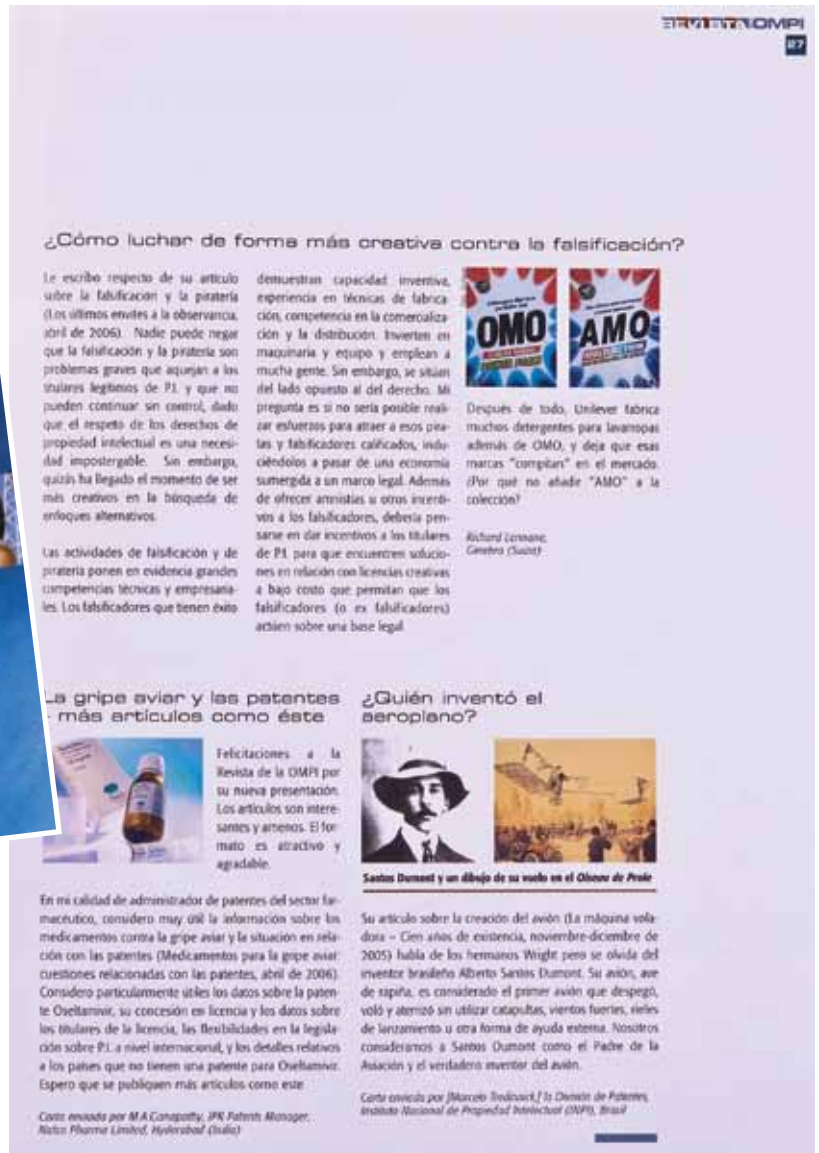 REVISTA OMPI
27
¿Cómo luchar de forma más creativa contra la falsificación?
Le escribo respecto de su artículo
sobre la falsificación y la piratería
(Los últimos envites a la observancia,
abril de 2006). Nadie puede negar
que la falsificación y la piratería son
problemas graves que aquejan a los
titulares legítimos de P.I. y que no
pueden continuar sin control, dado
que el respeto de los derechos de
propiedad intelectual es una necesi-
dad impostergable. Sin embargo,
quizás ha llegado el momento de ser
más creativos en la búsqueda de
enfoques alternativos.
Las actividades de falsificación y de
piratería ponen en evidencia grandes
competencias técnicas y empresaria-
les. Los falsificadores que tienen éxito
demuestran capacidad inventiva,
experiencia en técnicas de fabrica-
ción, competencia en la comercializa-
ción y la distribución. Invierten en
maquinaria y equipo y emplean a
mucha gente. Sin embargo, se sitúan
del lado opuesto al del derecho. Mi
pregunta es si no sería posible reali-
zar esfuerzos para atraer a esos pira-
tas y falsificadores calificados, indu-
ciéndolos a pasar de una economía
sumergida a un marco legal. Además
de ofrecer amnistías u otros incenti-
vos a los falsificadores, debería pen-
sarse en dar incentivos a los titulares
de P.I. para que encuentren solucio-
nes en relación con licencias creativas
a bajo costo que permitan que los
falsificadores (o ex falsificadores)
actúen sobre una base legal.
OMO
AMO
Después de todo, Unilever fabrica
muchos detergentes para lavarropas
además de OMO, y deja que esas
marcas "compitan" en el mercado.
¿Por qué no añade "AMO" a la
colección?
Richard Lennane,
Ginebra (Suiza)
La gripe aviar y las patentes
- más artículos como éste
Felicitaciones a la
Revista de la OMPI por
su nueva presentación.
Los artículos son intere-
santes y amenos. El for-
mato es atractivo y
agradable.
En mi calidad de administrador de patentes del sector far-
macéutico, considero muy útil la información sobre los
medicamentos contra la gripe aviar y la situación en rela-
ción con las patentes (Medicamentos para la gripe aviar:
cuestiones relacionadas con las patentes, abril de 2006).
Considero particularmente útiles los datos sobre la paten-
te Oseltamivir, su concesión en licencia y los datos sobre
los titulares de la licencia, las flexibilidades en la legisla-
ción sobre P.I. a nivel internacional, y los detalles relativos
a los países que no tienen una patente para Oseltamivir.
Espero que se publiquen más artículos como este
Carta enviada por M.A.Ganapathy, IPR Patents Manager,
Natco Pharma Limited, Hyderabad (India)
¿Quién inventó el
aeroplano?
Santos Dumont y un dibujo de su vuelo en el Oiseau de Proie
Su artículo sobre la creación del avión (La máquina vola-
dora – Cien años de existencia, noviembre-diciembre de
2005) habla de los hermanos Wright pero se olvida del
inventor brasileño Alberto Santos Dumont. Su avión, ave
de rapiña, es considerado el primer avión que despegó,
voló y aterrizó sin utilizar catapultas, vientos fuertes, rieles
de lanzamiento u otra forma de ayuda externa. Nosotros
consideramos a Santos Dumont como el Padre de la
Aviación y el verdadero inventor del avión.
Carta enviada por [Marcelo Tredinnick,] la División de Patentes,
Instituto Nacional de Propiedad Intelectual (INPI), Brasil